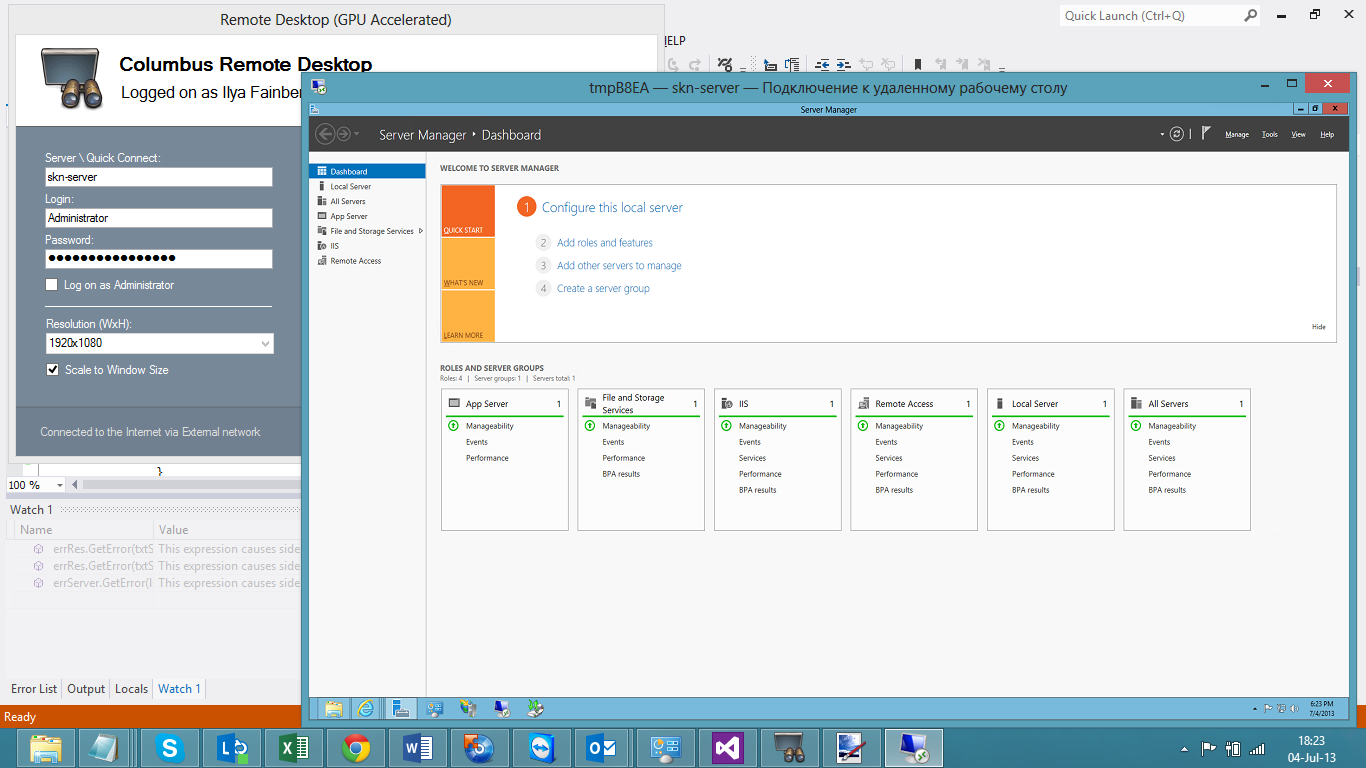 Remote Desktop (GPU Accelerated)
Quick Launch (Ctrl+Q)
Columbus Remote Desktop
Logged on as Ilya Fainber
Server \ Quick Connect:
skn-server
Login:
Administrator
Password:
●●●●●●●●●●●●●●●●
Log on as Administrator
Resolution (WxH):
1920x1080
Scale to Window Size
Connected to the Internet via External network
HELP
tmpB8EA — skn-server — Подключение к удаленному рабочему столу
Server Manager
Server Manager • Dashboard
Manage Tools View Help
Dashboard
Local Server
All Servers
App Server
File and Storage Services
IIS
Remote Access
WELCOME TO SERVER MANAGER
QUICK START
WHAT'S NEW
LEARN MORE
1 Configure this local server
2 Add roles and features
3 Add other servers to manage
4 Create a server group
Hide
ROLES AND SERVER GROUPS
Roles: 4 | Server groups: 1 | Servers total: 1
App Server 1
Manageability
Events
Performance
File and Storage Services 1
Manageability
Events
Performance
BPA results
IIS 1
Manageability
Events
Services
Performance
BPA results
Remote Access 1
Manageability
Events
Services
Performance
BPA results
Local Server 1
Manageability
Events
Services
Performance
BPA results
All Servers 1
Manageability
Events
Services
Performance
BPA results
6:23 PM
7/4/2013
}
100 %
Watch 1
Name Value
errRes.GetError(txtS This expression causes side
errRes.GetError(txtS This expression causes side
errServer.GetError(l This expression causes side
Error List Output Locals Watch 1
Ready
18:23
04-Jul-13